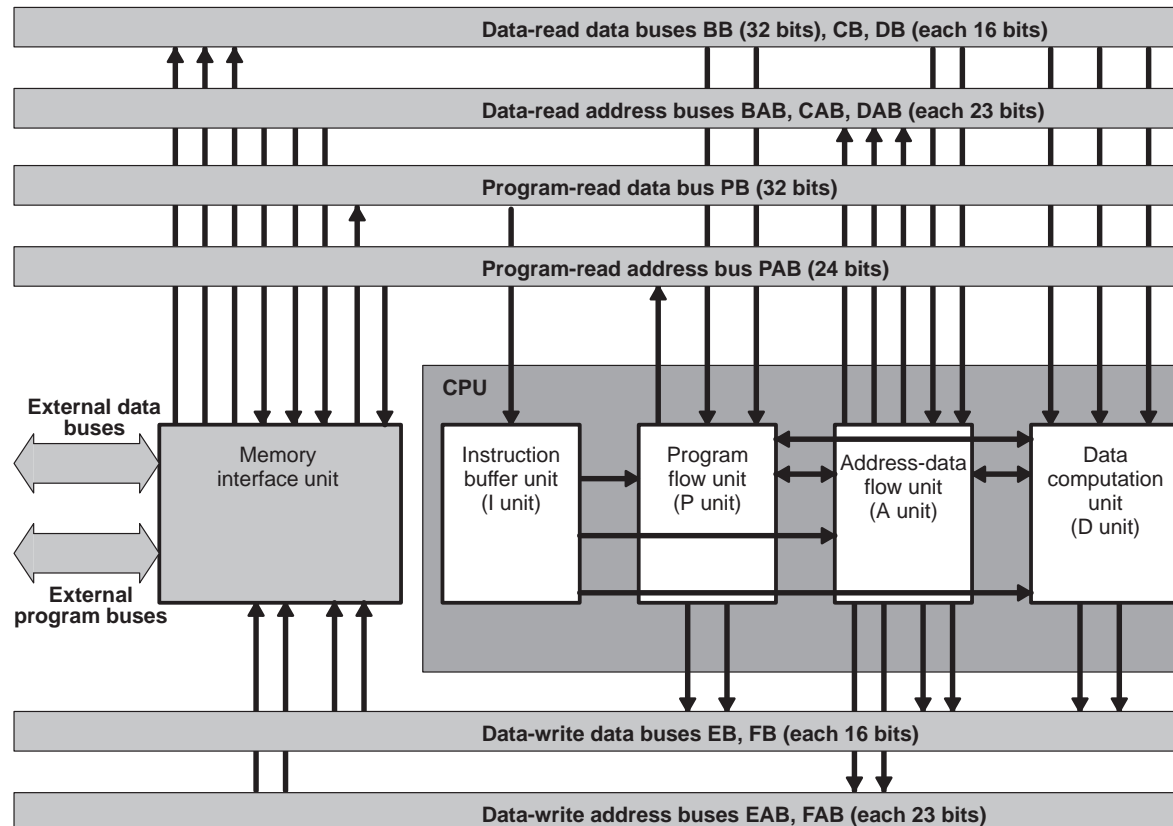 Data-read data buses BB (32 bits), CB, DB (each 16 bits)
Data-read address buses BAB, CAB, DAB (each 23 bits)
Program-read data bus PB (32 bits)
Program-read address bus PAB (24 bits)
CPU
External data
buses
Memory
interface unit
Instruction
buffer unit
(I unit)
Program
flow unit
(P unit)
Address-data
flow unit
(A unit)
Data
computation
unit
(D unit)
External
program buses
Data-write data buses EB, FB (each 16 bits)
Data-write address buses EAB, FAB (each 23 bits)